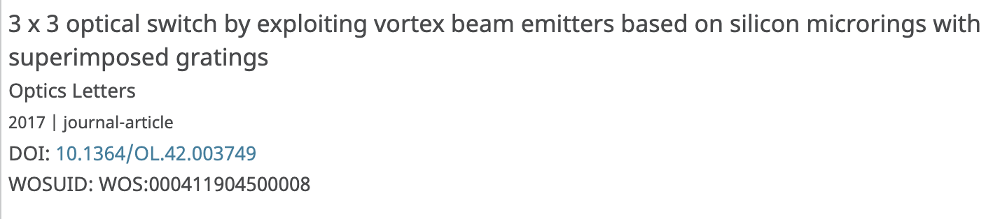 3 x 3 optical switch by exploiting vortex beam emitters based on silicon microrings with
superimposed gratings
Optics Letters
2017 | journal-article
DOI: 10.1364/OL.42.003749
WOSUID: WOS:000411904500008